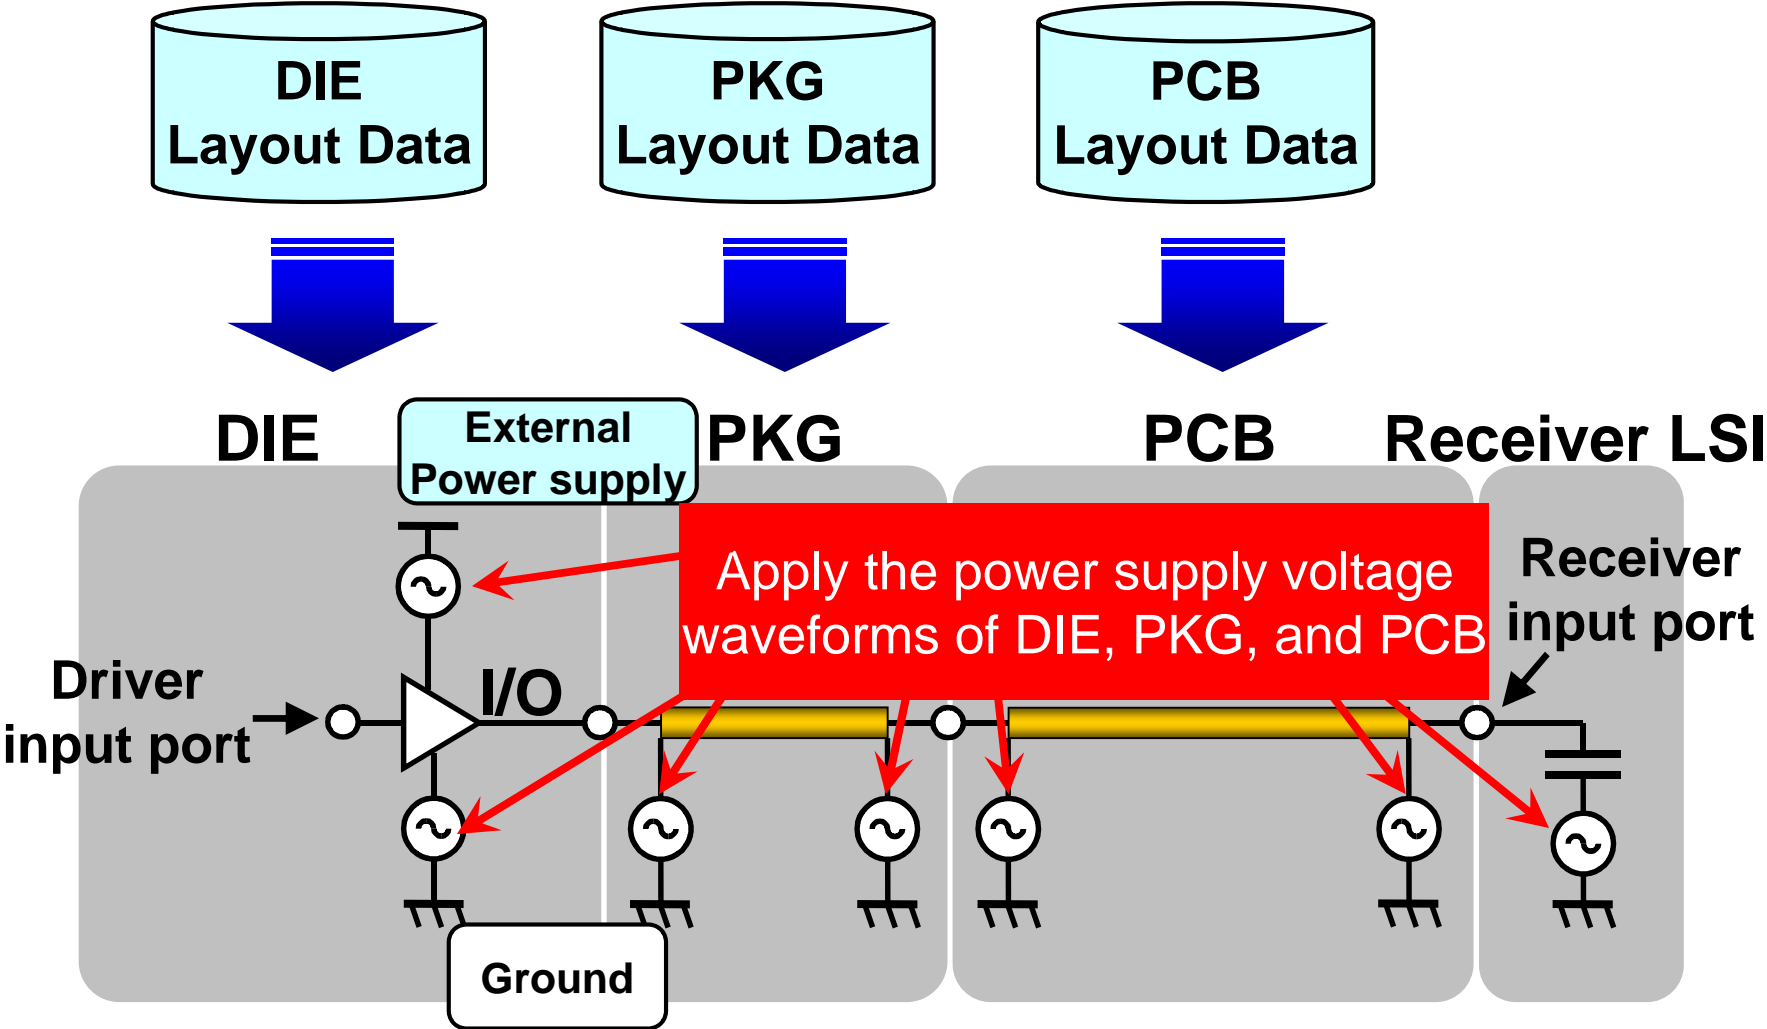 DIE
Layout Data
PKG
Layout Data
PCB
Layout Data
DIE
External
Power supply
PKG
PCB
Receiver LSI
Apply the power supply voltage
waveforms of DIE, PKG, and PCB
Receiver
input port
Driver
input port
I/O
Ground